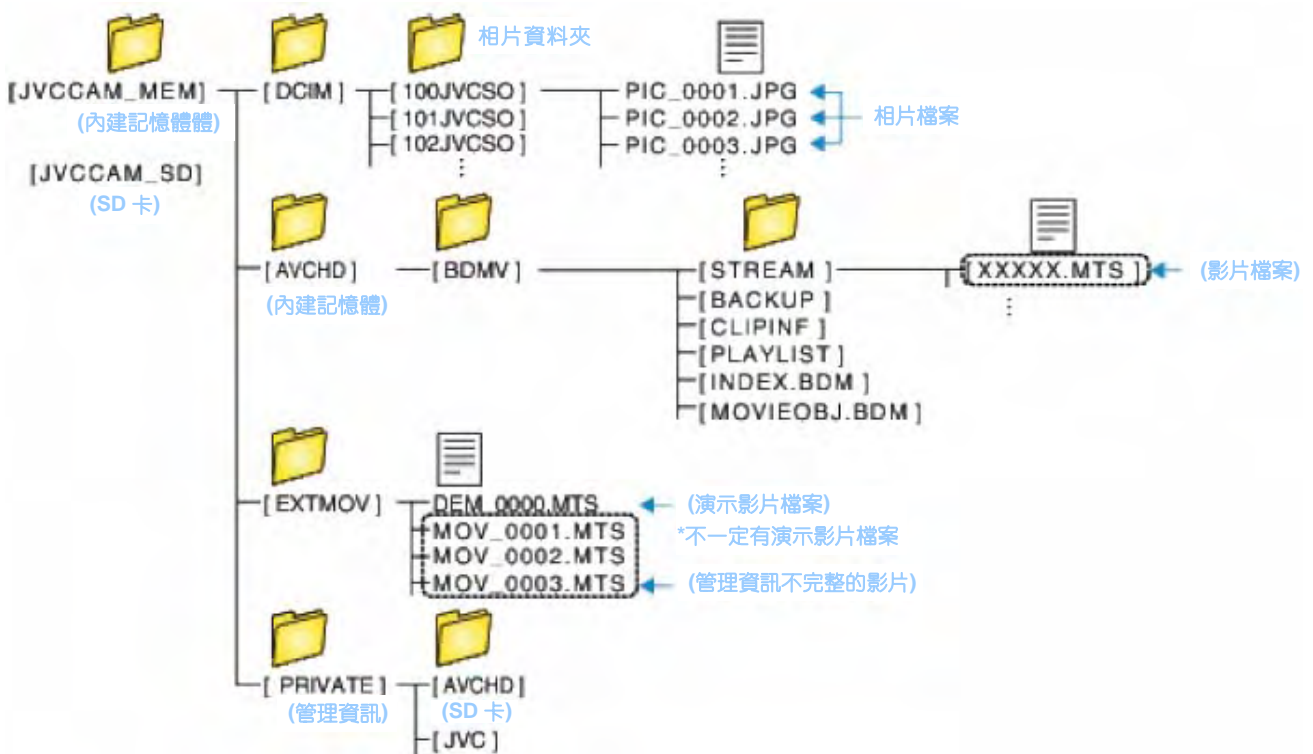 相片資料夾
[JVCCAM_MEM] [DCIM] [100JVCSO] PIC_0001.JPG
(內建記憶體體) [101JVCSO] PIC_0002.JPG 相片檔案
[102JVCSO] PIC_0003.JPG
[JVCCAM_SD]
(SD 卡)
[AVCHD] [BDMV] [STREAM] [XXXXX.MTS] (影片檔案)
(內建記憶體) [BACKUP]
[CLIPINF]
[PLAYLIST]
[INDEX.BDM]
[MOVIEOBJ.BDM]
[EXTMOV] DEM_0000.MTS (演示影片檔案)
MOV_0001.MTS *不一定有演示影片檔案
MOV_0002.MTS
MOV_0003.MTS (管理資訊不完整的影片)
[PRIVATE] [AVCHD]
(管理資訊) (SD 卡)
[JVC]